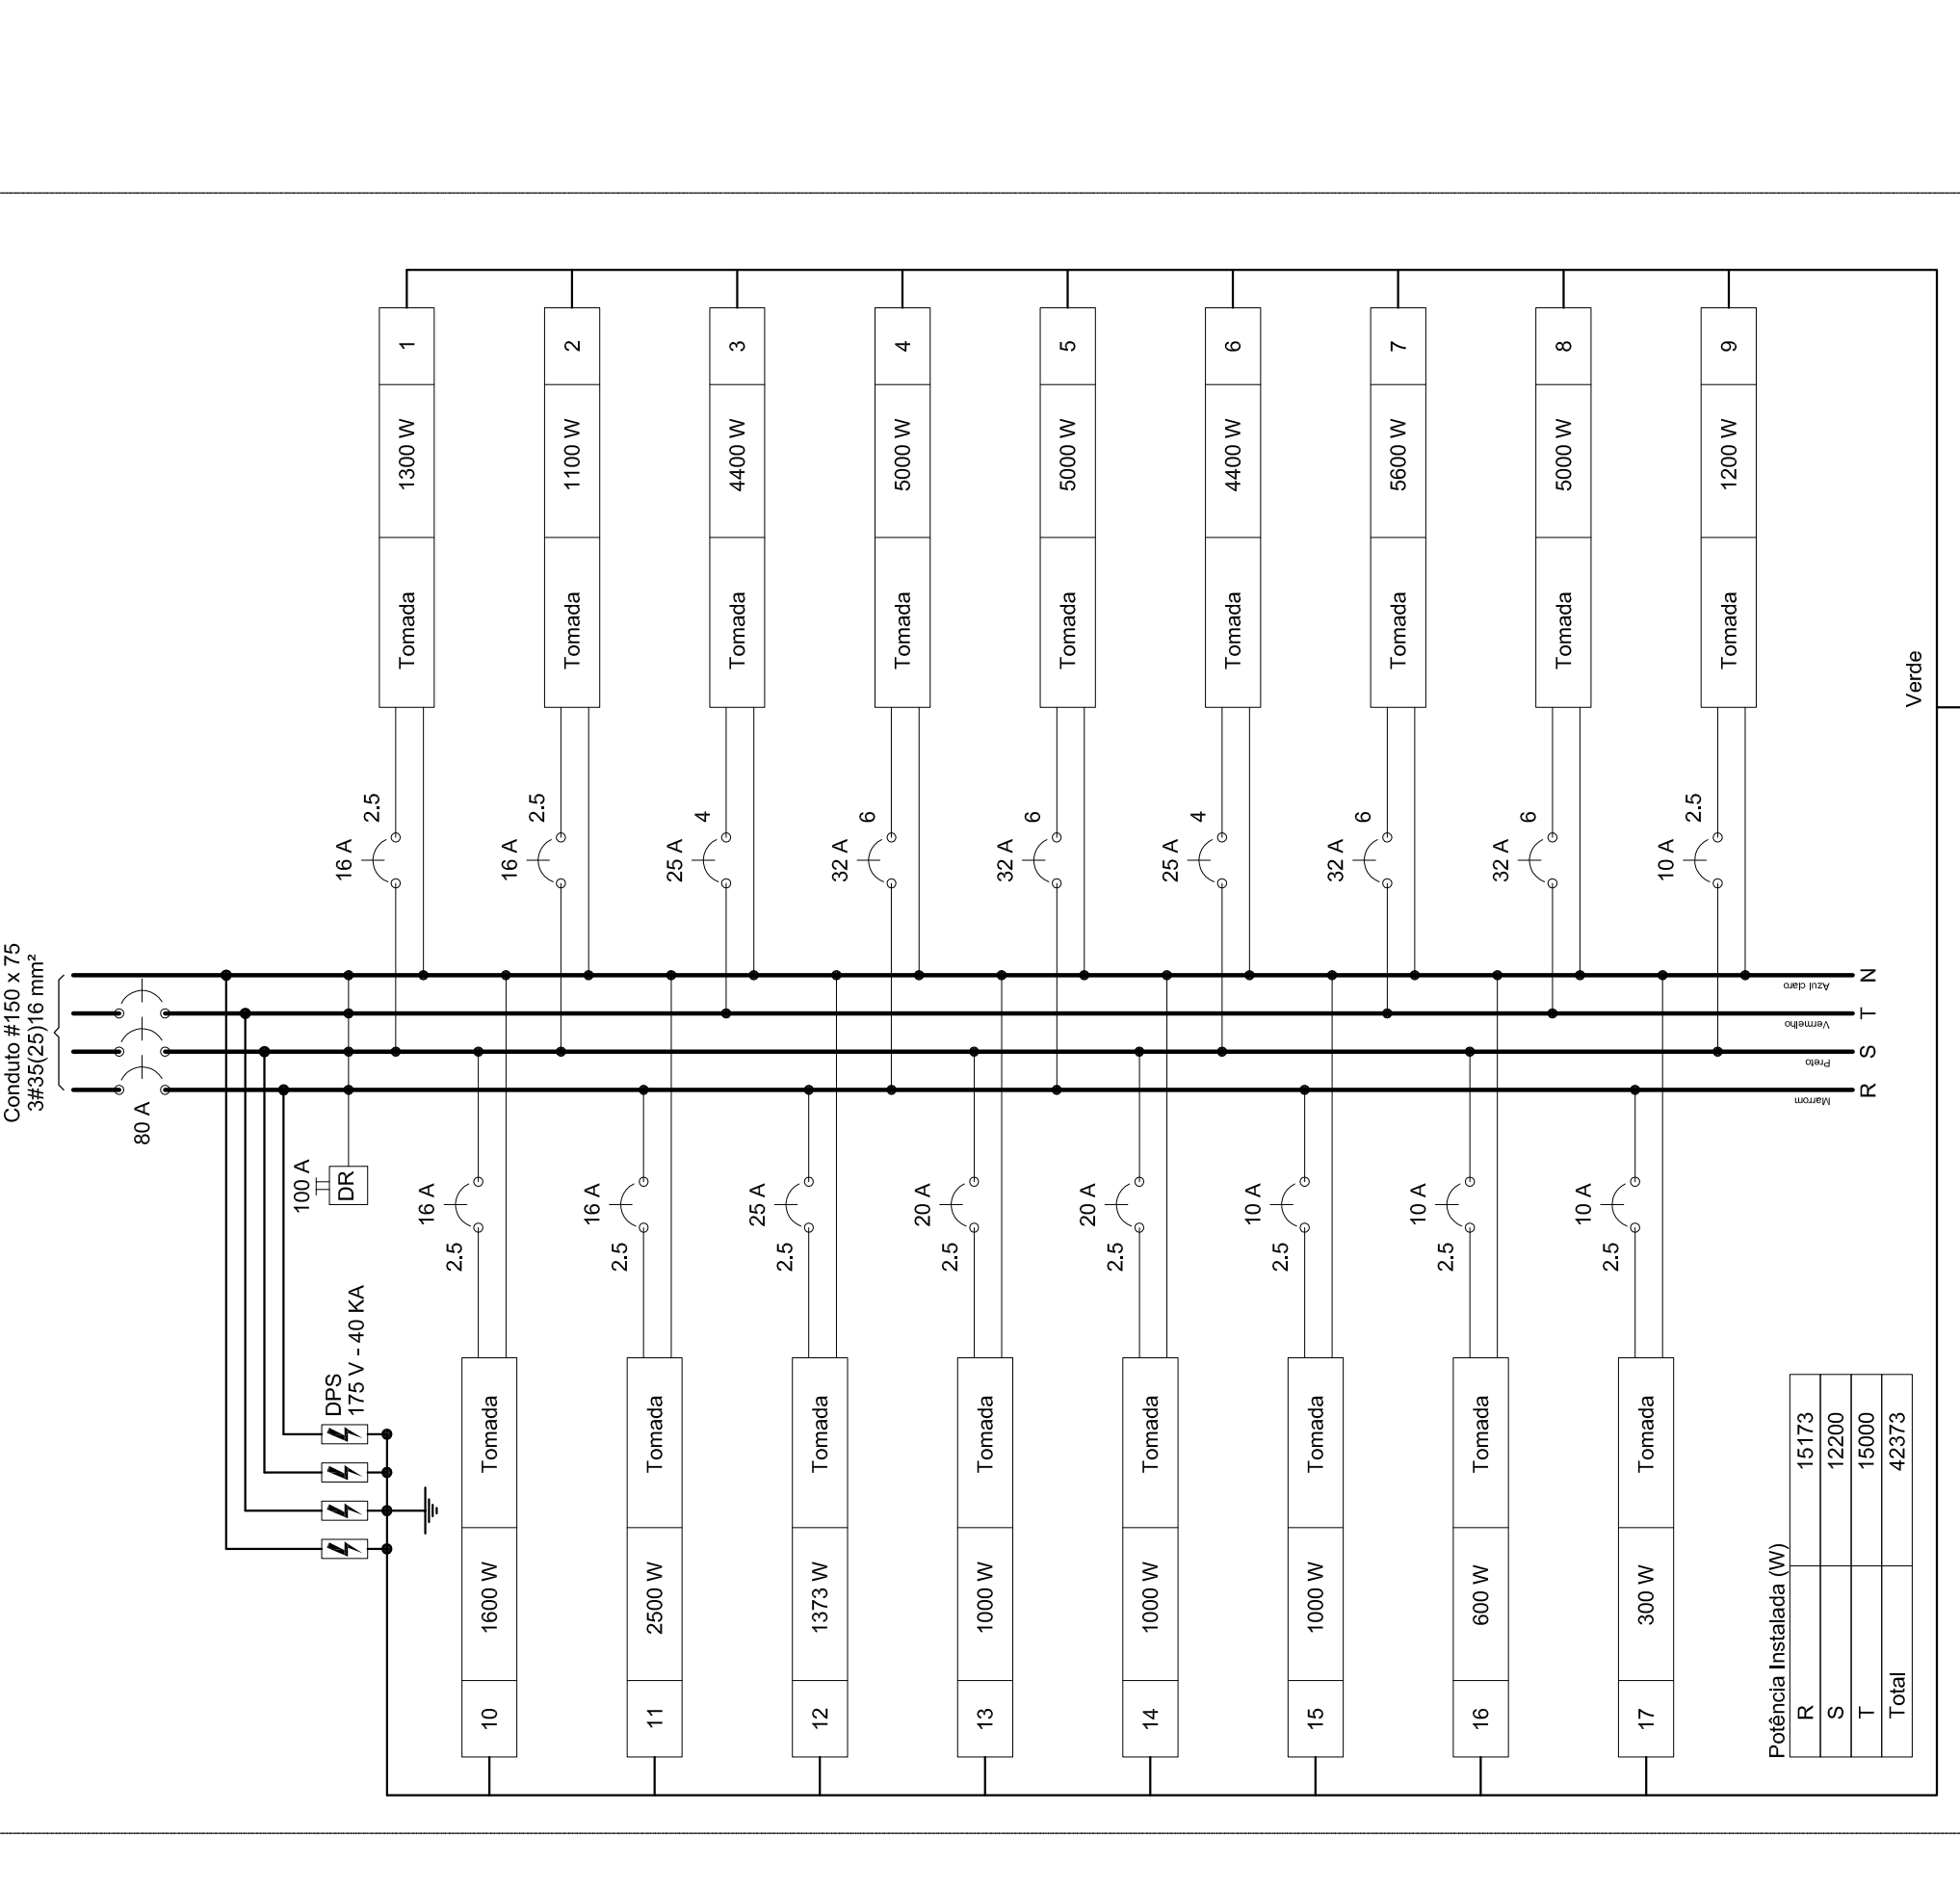 Conduto #150 x 75
3#35(25)16 mm²
80 A
100 A
DR
DPS
175 V - 40 KA
1
1300 W
Tomada
2.5
16 A
2
1100 W
Tomada
2.5
16 A
3
4400 W
Tomada
4
25 A
4
5000 W
Tomada
6
32 A
5
5000 W
Tomada
6
32 A
6
4400 W
Tomada
4
25 A
7
5600 W
Tomada
6
32 A
8
5000 W
Tomada
6
32 A
9
1200 W
Tomada
2.5
10 A
Verde
Azul claro
N
Vermelho
T
Preto
S
Marrom
R
16 A
2.5
Tomada
1600 W
10
16 A
2.5
Tomada
2500 W
11
25 A
2.5
Tomada
1373 W
12
20 A
2.5
Tomada
1000 W
13
20 A
2.5
Tomada
1000 W
14
10 A
2.5
Tomada
1000 W
15
10 A
2.5
Tomada
600 W
16
10 A
2.5
Tomada
300 W
17
Potência Instalada (W)
R 15173
S 12200
T 15000
Total 42373